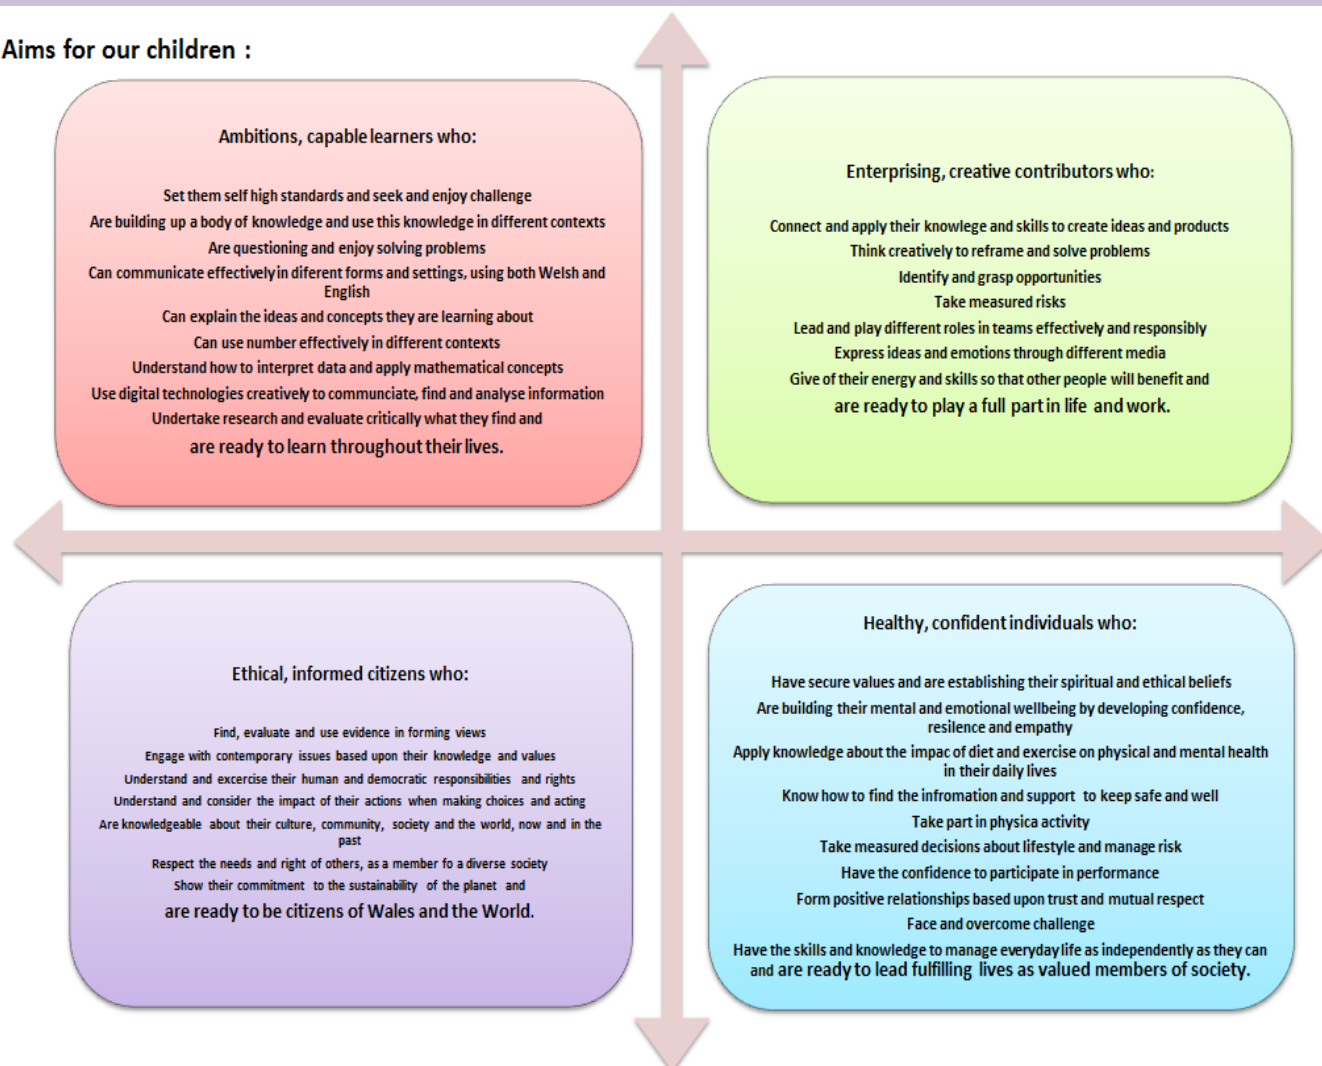 Aims for our children :
Ambitions, capable learners who:
Set them self high standards and seek and enjoy challenge
Are building up a body of knowledge and use this knowledge in different contexts
Are questioning and enjoy solving problems
Can communicate effectively in diferent forms and settings, using both Welsh and
English
Can explain the ideas and concepts they are learning about
Can use number effectively in different contexts
Understand how to interpret data and apply mathematical concepts
Use digital technologies creatively to communciate, find and analyse information
Undertake research and evaluate critically what they find and
are ready to learn throughout their lives.
Enterprising, creative contributors who:
Connect and apply their knowlege and skills to create ideas and products
Think creatively to reframe and solve problems
Identify and grasp opportunities
Take measured risks
Lead and play different roles in teams effectively and responsibly
Express ideas and emotions through different media
Give of their energy and skills so that other people will benefit and
are ready to play a full part in life and work.
Ethical, informed citizens who:
Find, evaluate and use evidence in forming views
Engage with contemporary issues based upon their knowledge and values
Understand and excercise their human and democratic responsibilities and rights
Understand and consider the impact of their actions when making choices and acting
Are knowledgeable about their culture, community, society and the world, now and in the
past
Respect the needs and right of others, as a member fo a diverse society
Show their commitment to the sustainability of the planet and
are ready to be citizens of Wales and the World.
Healthy, confident individuals who:
Have secure values and are establishing their spiritual and ethical beliefs
Are building their mental and emotional wellbeing by developing confidence,
resilence and empathy
Apply knowledge about the impac of diet and exercise on physical and mental health
in their daily lives
Know how to find the infromation and support to keep safe and well
Take part in physica activity
Take measured decisions about lifestyle and manage risk
Have the confidence to participate in performance
Form positive relationships based upon trust and mutual respect
Face and overcome challenge
Have the skills and knowledge to manage everyday life as independently as they can
and are ready to lead fulfilling lives as valued members of society.